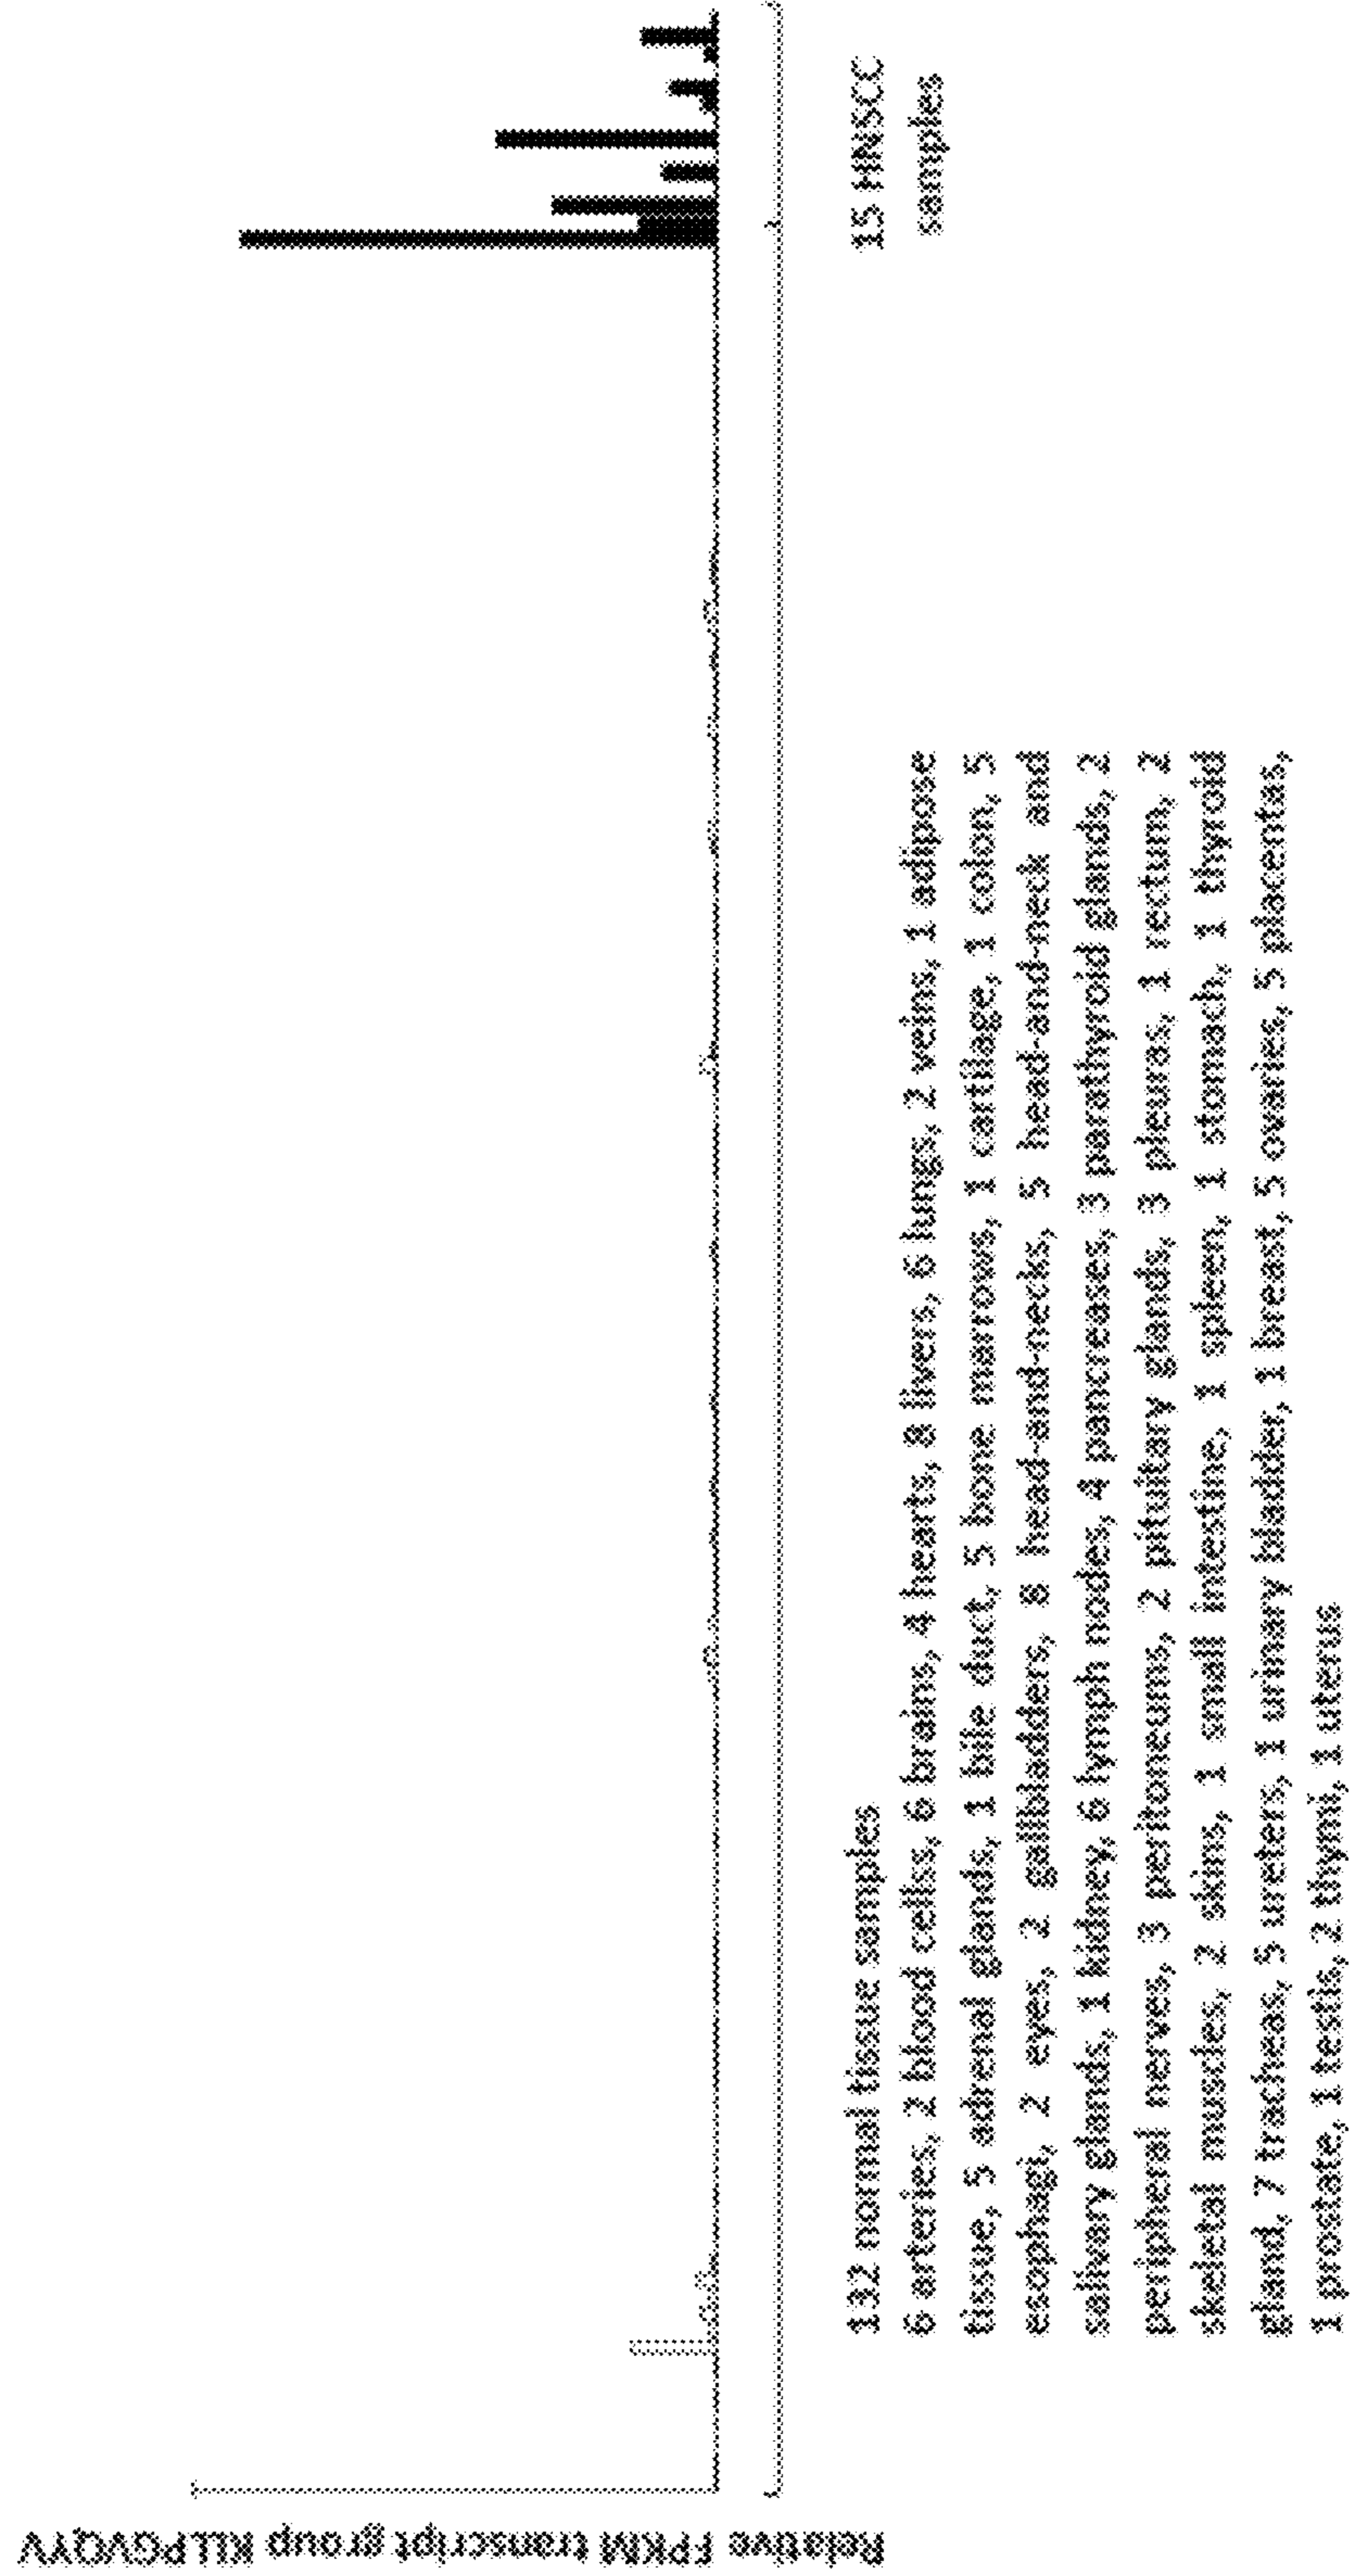 Relative FPKM transcript group KLLPGVQYV
132 normal tissue samples
6 arteries, 2 blood cellss, 6 brains, 4 hearts, 8 livers, 6 lungs, 2 veins, 1 adipose
tissue, 5 adrenal glands, 1 bile duct, 5 bone marrows, 1 cartilage, 1 colon, 5
esophagi, 2 eyes, 2 gallbladders, 8 head-and-necks, 5 head-and-neck and
salivary glands, 1 kidney, 6 lymph nodes, 4 pancreases, 3 parathyroid glands, 2
peripheral nerves, 3 peritoneums, 2 pituitary glands, 3 pleuras, 1 rectum, 2
skeletal muscles, 2 skins, 1 small intestine, 1 spleen, 1 stomach, 1 thyroid
gland, 7 tracheas, 5 ureters, 1 urinary bladder, 1 breast, 5 ovaries, 5 placentas,
1 prostate, 1 testis, 2 thymi, 1 uterus
15 HNSCC
samples